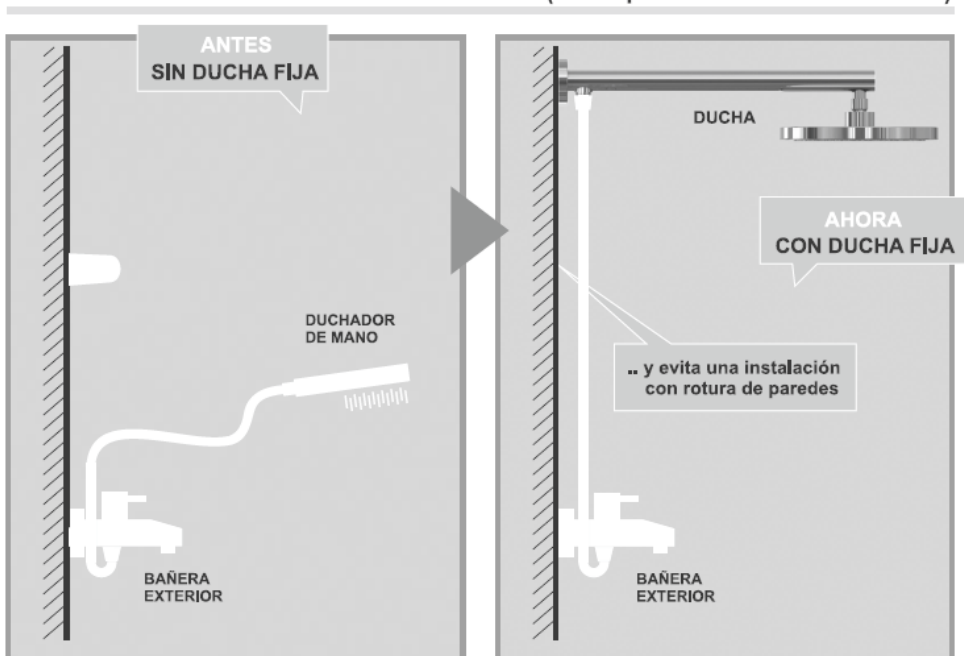 ANTES
SIN DUCHA FIJA
DUCHADOR
DE MANO
BAÑERA
EXTERIOR
DUCHA
AHORA
CON DUCHA FIJA
.. y evita una instalación
con rotura de paredes
BAÑERA
EXTERIOR